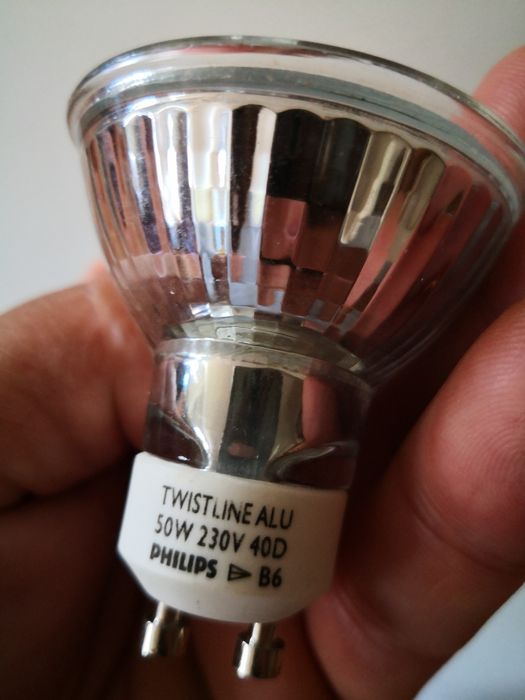 TWISTLINE ALU
50W 230V 40D
PHILIPS B6